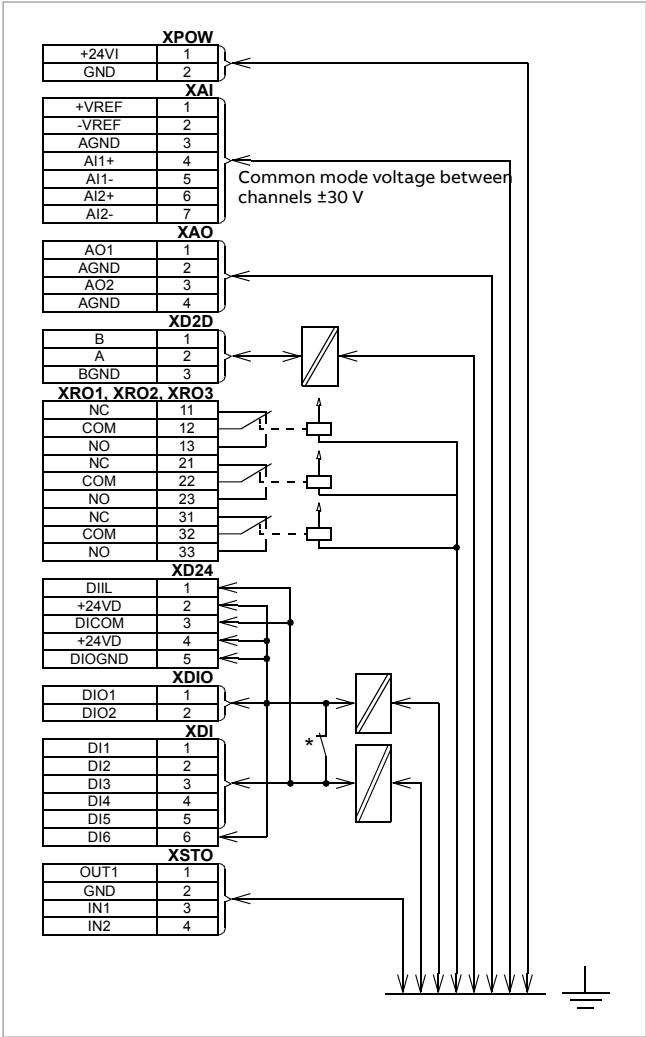 XPOW
+24VI 1
GND 2
XAI
+VREF 1
-VREF 2
AGND 3
AI1+ 4
AI1- 5
AI2+ 6
AI2- 7
Common mode voltage between
channels ±30 V
XAO
AO1 1
AGND 2
AO2 3
AGND 4
XD2D
B 1
A 2
BGND 3
XRO1, XRO2, XRO3
NC 11
COM 12
NO 13
NC 21
COM 22
NO 23
NC 31
COM 32
NO 33
XD24
DIIL 1
+24VD 2
DICOM 3
+24VD 4
DIOGND 5
XDIO
DIO1 1
DIO2 2
XDI
*
DI1 1
DI2 2
DI3 3
DI4 4
DI5 5
DI6 6
XSTO
OUT1 1
GND 2
IN1 3
IN2 4